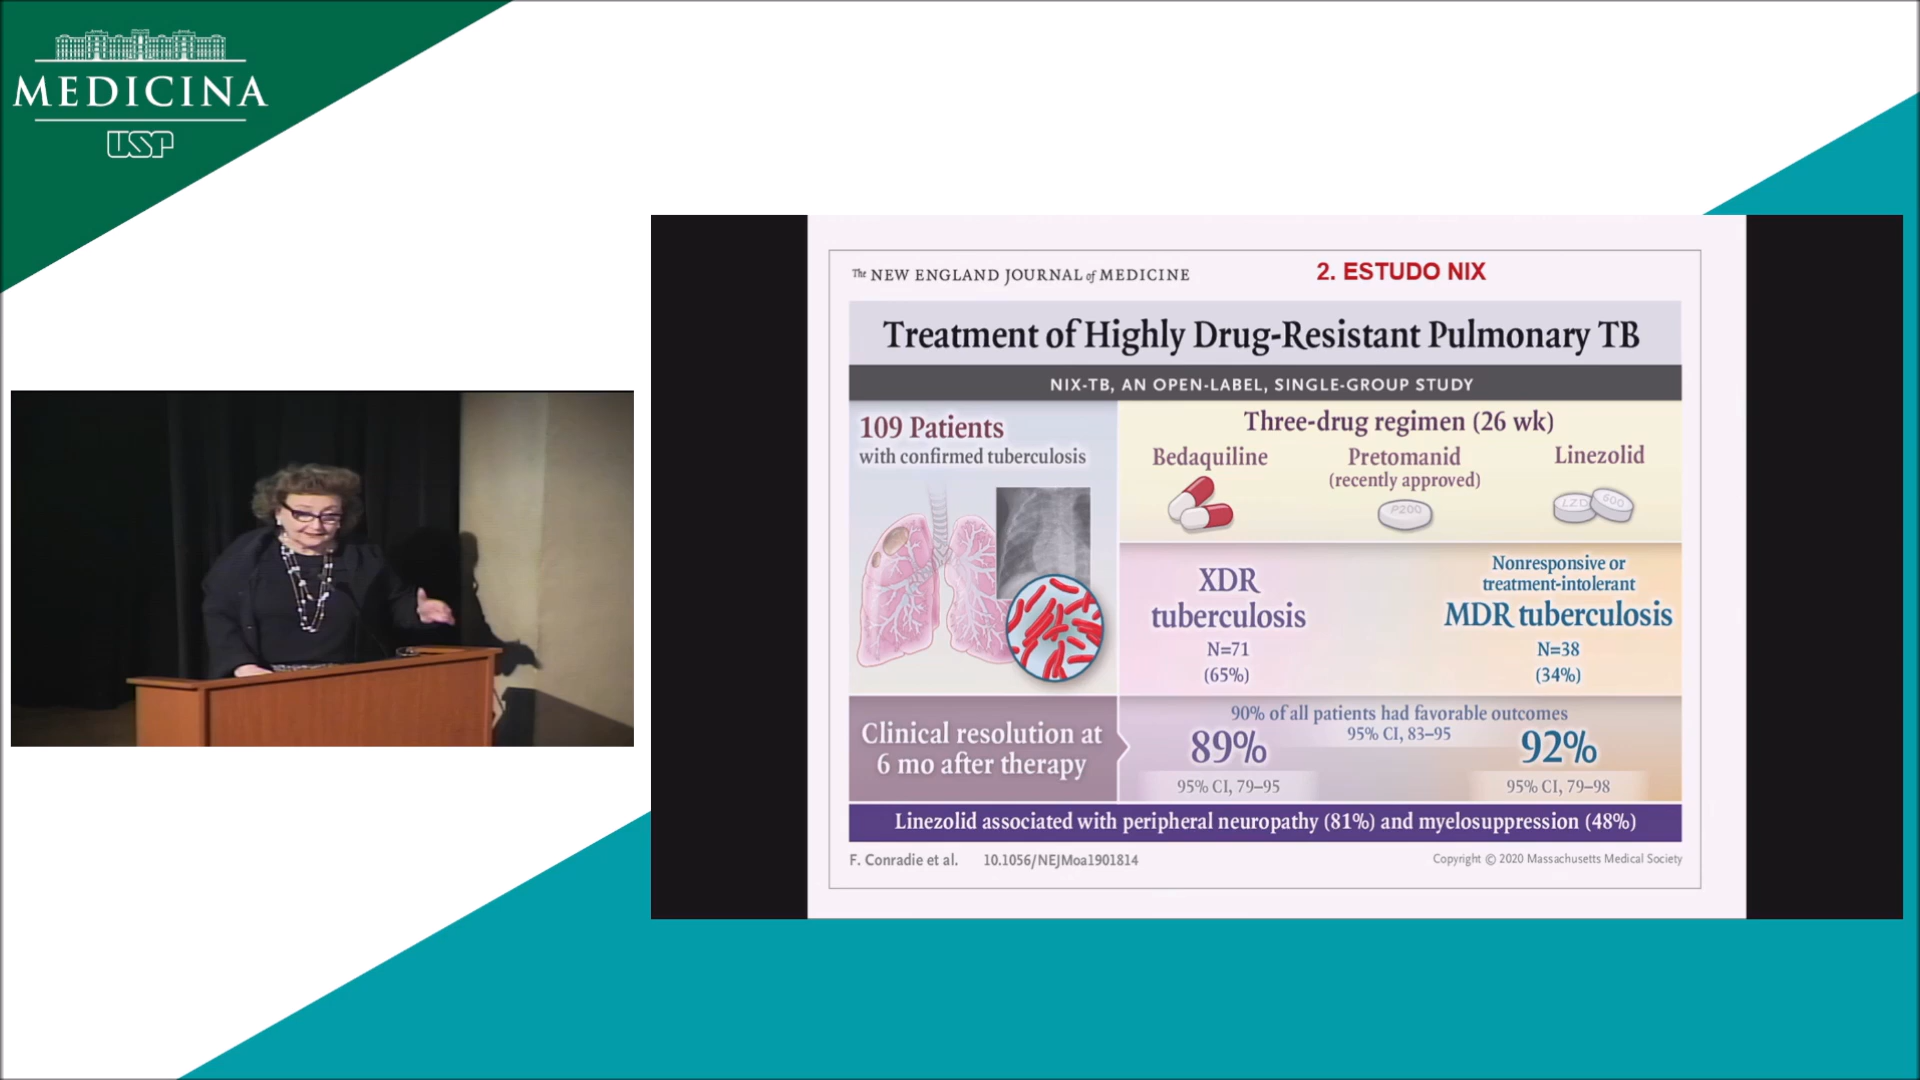 MEDICINA
USP
The NEW ENGLAND JOURNAL of MEDICINE
2. ESTUDO NIX
Treatment of Highly Drug-Resistant Pulmonary TB
NIX-TB, AN OPEN-LABEL, SINGLE-GROUP STUDY
109 Patients
with confirmed tuberculosis
Three-drug regimen (26 wk)
Bedaquiline
Pretomanid
(recently approved)
P200
Linezolid
LZD
600
XDR
tuberculosis
N=71
(65%)
Nonresponsive or
treatment-intolerant
MDR tuberculosis
N=38
(34%)
Clinical resolution at
6 mo after therapy
90% of all patients had favorable outcomes
95% CI, 83–95
89%
95% CI, 79–95
92%
95% CI, 79–98
Linezolid associated with peripheral neuropathy (81%) and myelosuppression (48%)
F. Conradie et al. 10.1056/NEJMoa1901814
Copyright © 2020 Massachusetts Medical Society